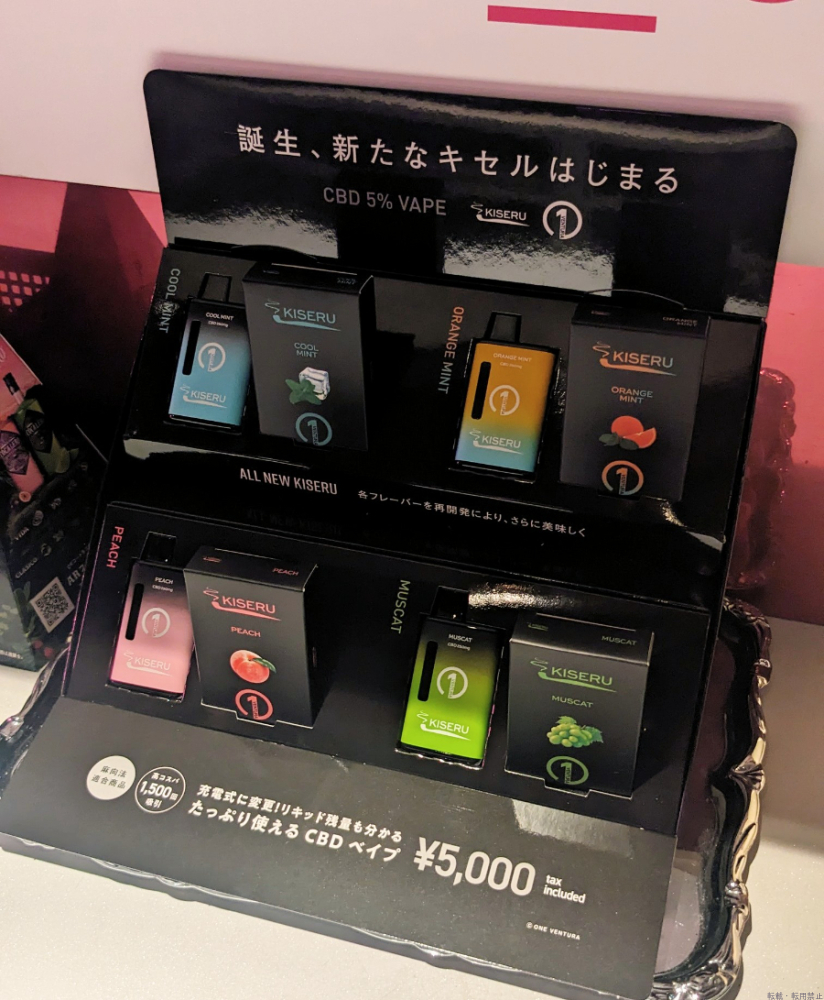 誕生、新たなキセルはじまる
CBD 5% VAPE KISERU
COOL MINT
COOL MINT
KISERU
KISERU
COOL
MINT
ORANGE MINT
ORANGE MINT
KISERU
ORANGE
KISERU
ORANGE
MINT
ALL NEW KISERU 各フレーバーを再開発により、さらに美味しく
PEACH
PEACH
KISERU
PEACH
KISERU
PEACH
MUSCAT
MUSCAT
KISERU
MUSCAT
KISERU
MUSCAT
麻向法
適合商品
高コスパ
1,500回
吸引
充電式に変更!リキッド残量も分かる
たっぷり使える CBD ベイプ
¥5,000 tax
included
© ONE VENTURA
転載・転用禁止